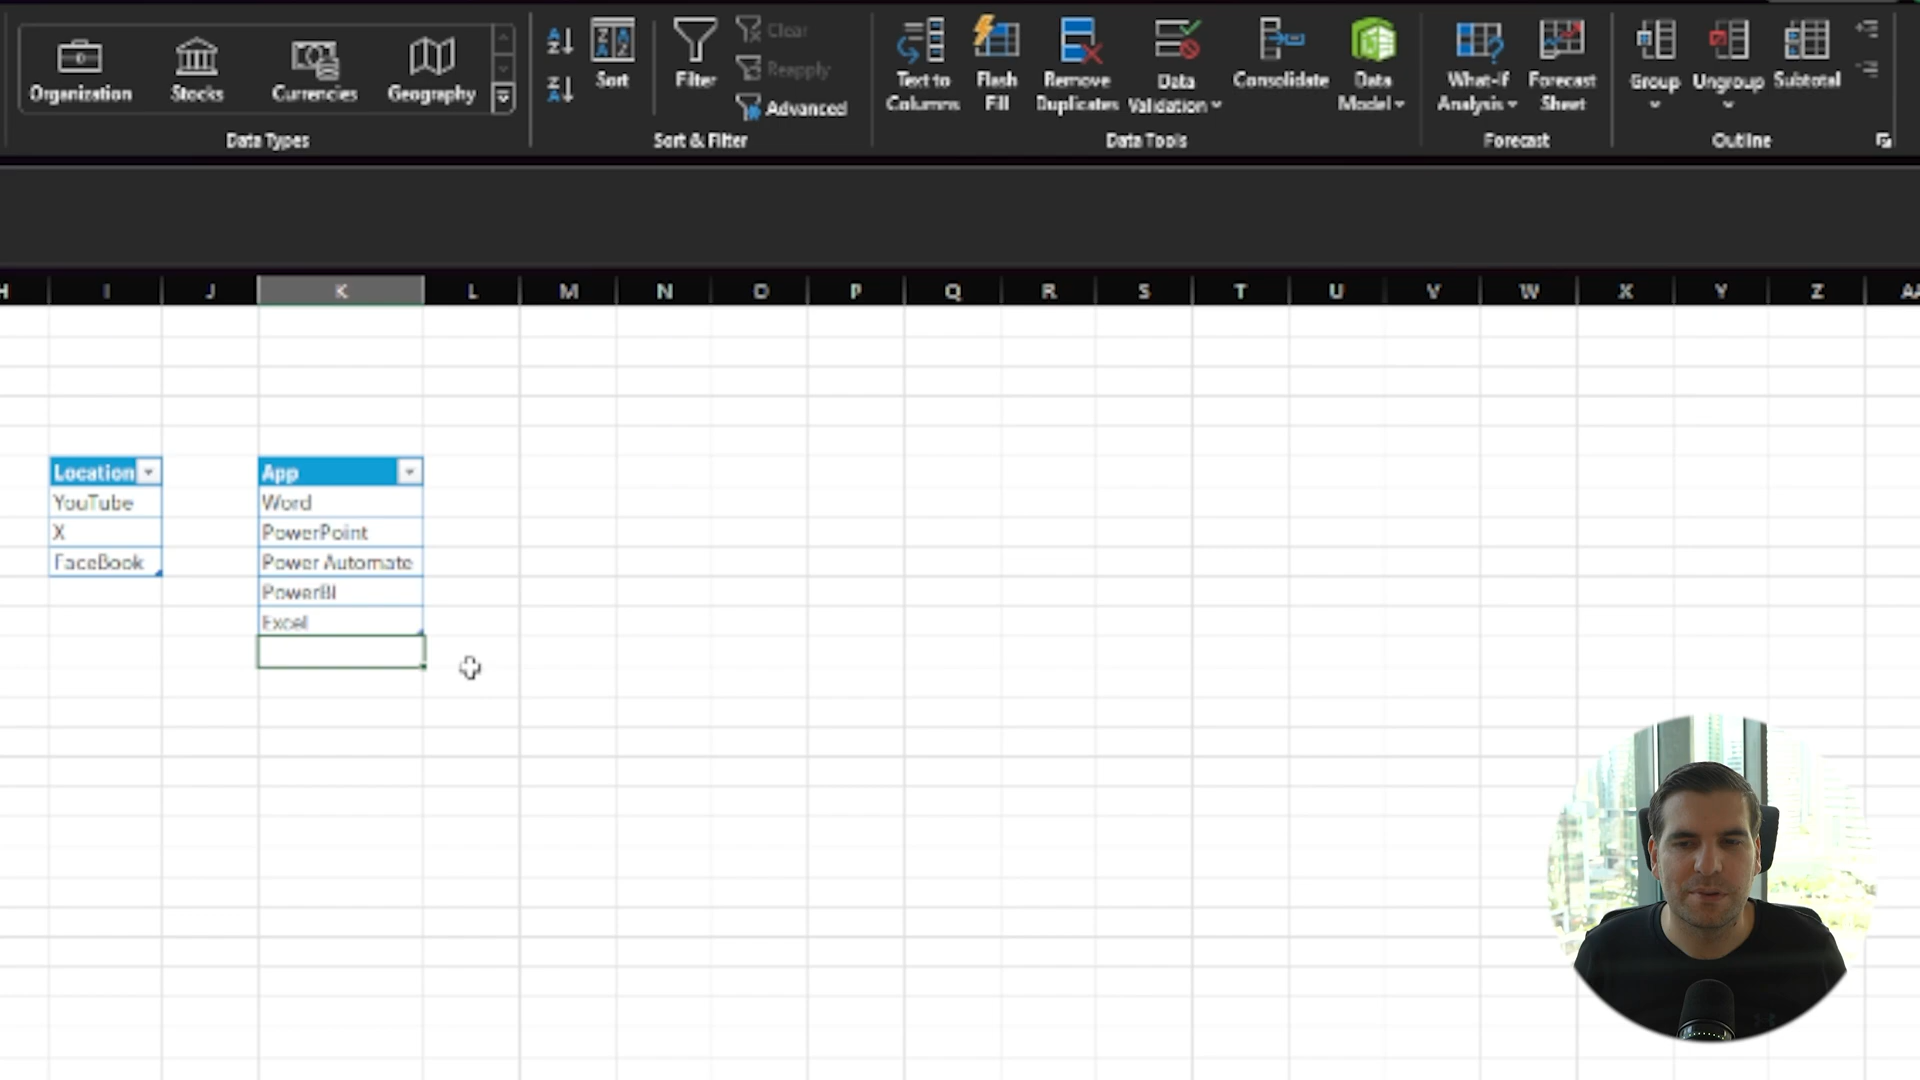 Organization Stocks Currencies Geography
Data Types
Sort Filter Clear
Reapply
Advanced
Sort & Filter
Text to Columns
Flash Fill
Remove Duplicates
Data Validation
Consolidate
Data Model
Data Tools
What-If Analysis
Forecast Sheet
Forecast
Group Ungroup Subtotal
Outline
H I J K L M N O P Q R S T U V W X Y Z AA
Location App
YouTube Word
X PowerPoint
FaceBook Power Automate
PowerBI
Excel